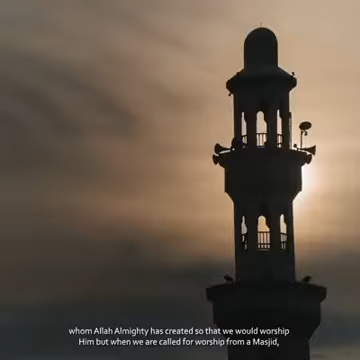 whom Allah Almighty has created so that we would worship
Him but when we are called for worship from a Masjid,